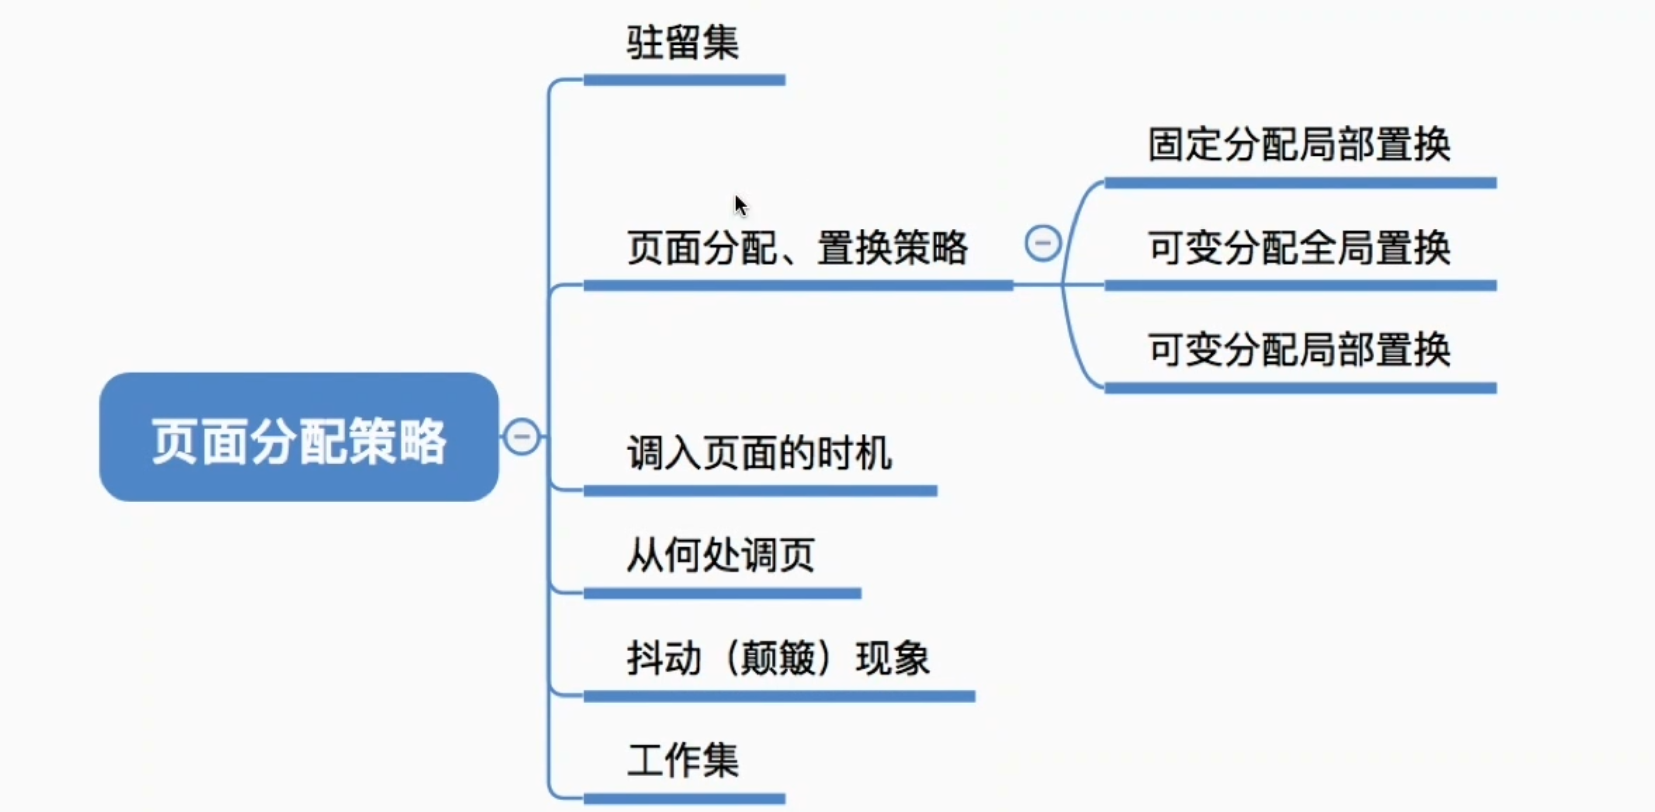 驻留集
固定分配局部置换
页面分配、置换策略
可变分配全局置换
可变分配局部置换
页面分配策略
调入页面的时机
从何处调页
抖动（颠簸）现象
工作集